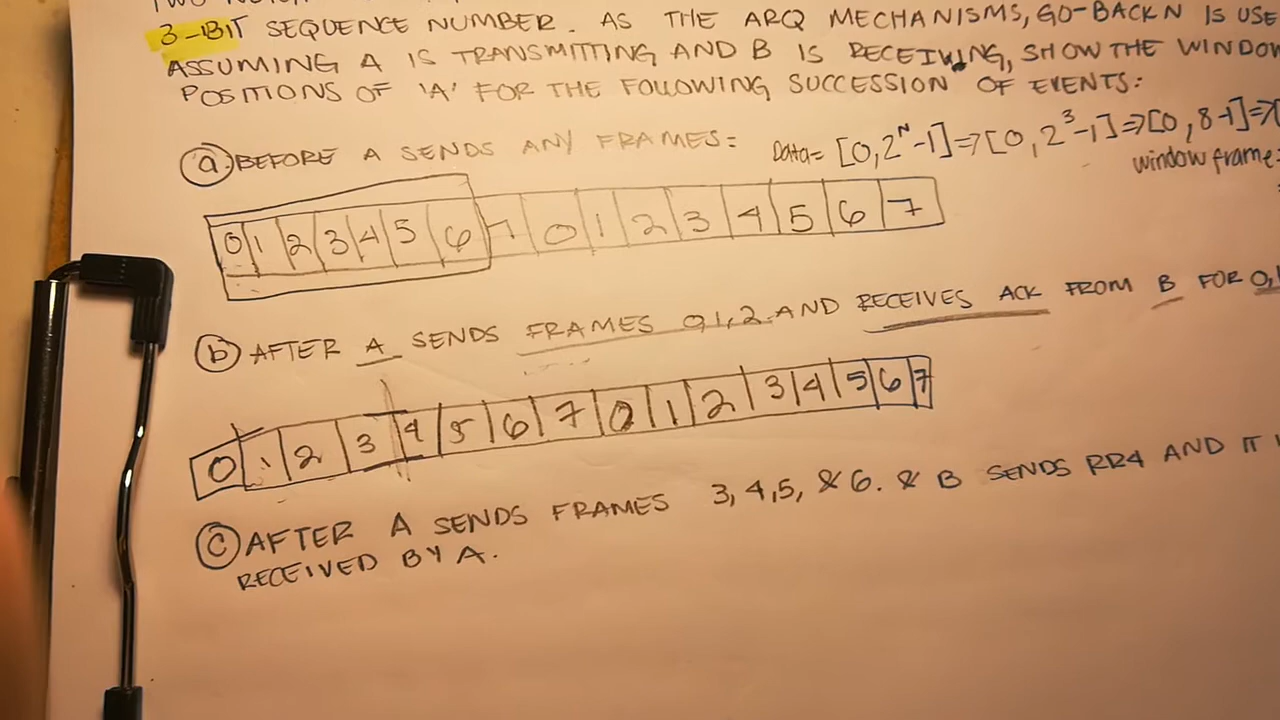 3-BIT SEQUENCE NUMBER. AS THE ARQ MECHANISMS, GO-BACK N IS USE
ASSUMING A IS TRANSMITTING AND B IS RECEIVING, SHOW THE WINDOW
POSITIONS OF 'A' FOR THE FOLLOWING SUCCESSION OF EVENTS:
(a) BEFORE A SENDS ANY FRAMES:
Data= [0, 2^N-1] => [0, 2^3-1] => [0, 8-1] =>
window frame:
0 1 2 3 4 5 6 7 0 1 2 3 4 5 6 7
(b) AFTER A SENDS FRAMES 0,1,2 AND RECEIVES ACK FROM B FOR 0,
0 1 2 3 4 5 6 7 0 1 2 3 4 5 6 7
(c) AFTER A SENDS FRAMES 3,4,5, & 6. & B SENDS RR4 AND IT
RECEIVED BY A.